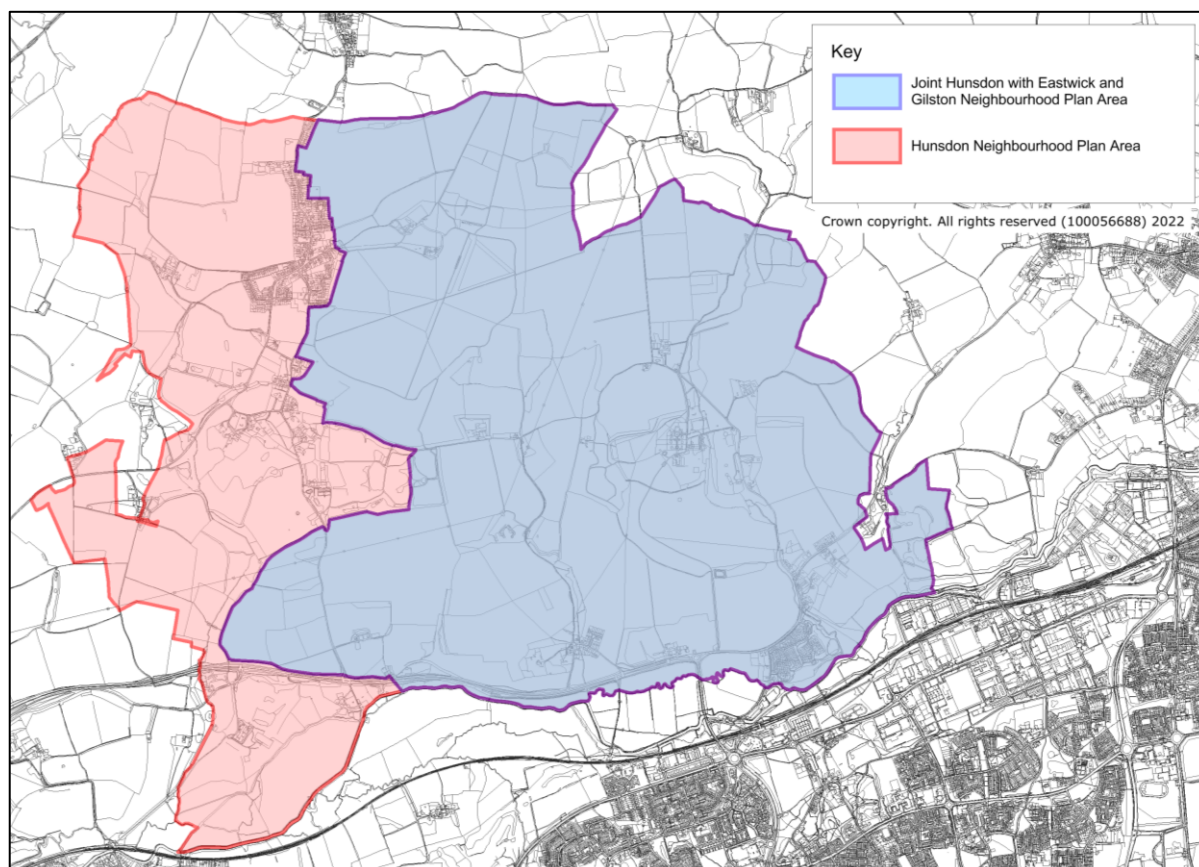 Key
Joint Hunsdon with Eastwick and
Gilston Neighbourhood Plan Area
Hunsdon Neighbourhood Plan Area
Crown copyright. All rights reserved (100056688) 2022